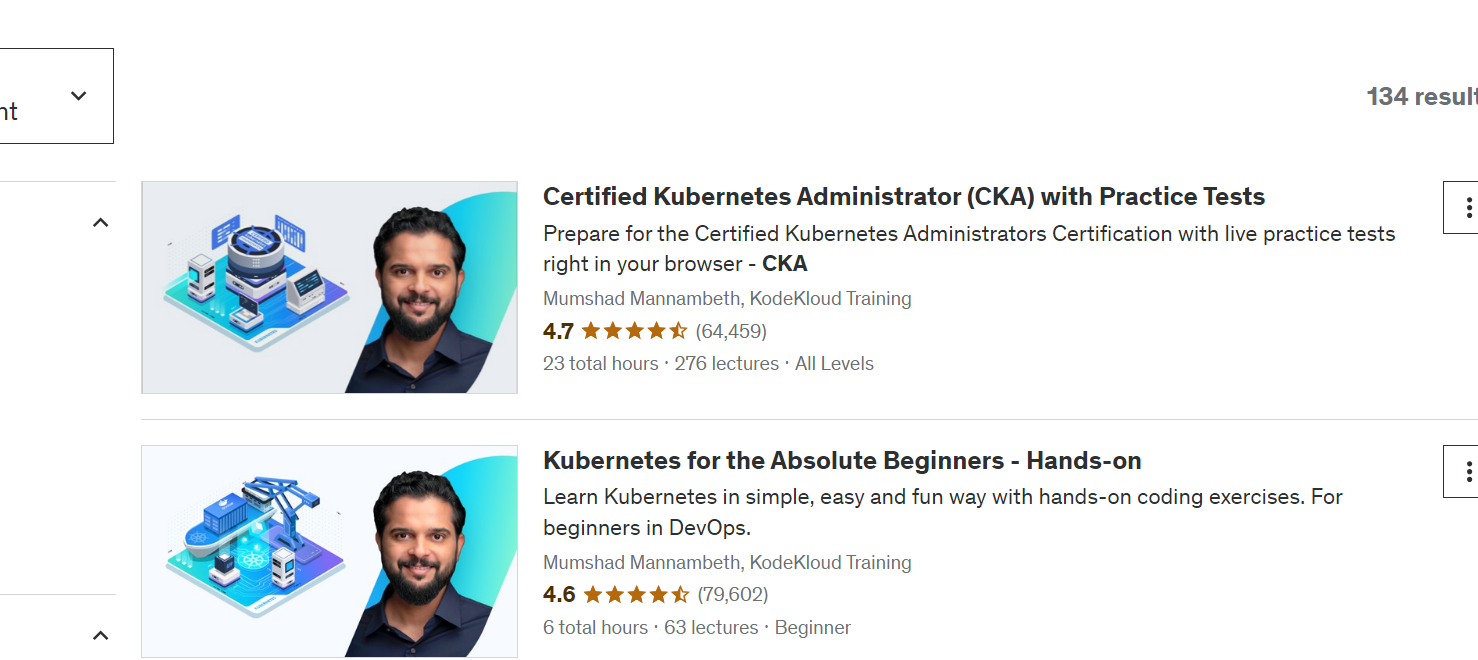 nt
134 result
Certified Kubernetes Administrator (CKA) with Practice Tests
Prepare for the Certified Kubernetes Administrators Certification with live practice tests
right in your browser - CKA
Mumshad Mannambeth, KodeKloud Training
4.7 (64,459)
23 total hours · 276 lectures · All Levels
Kubernetes for the Absolute Beginners - Hands-on
Learn Kubernetes in simple, easy and fun way with hands-on coding exercises. For
beginners in DevOps.
Mumshad Mannambeth, KodeKloud Training
4.6 (79,602)
6 total hours · 63 lectures · Beginner